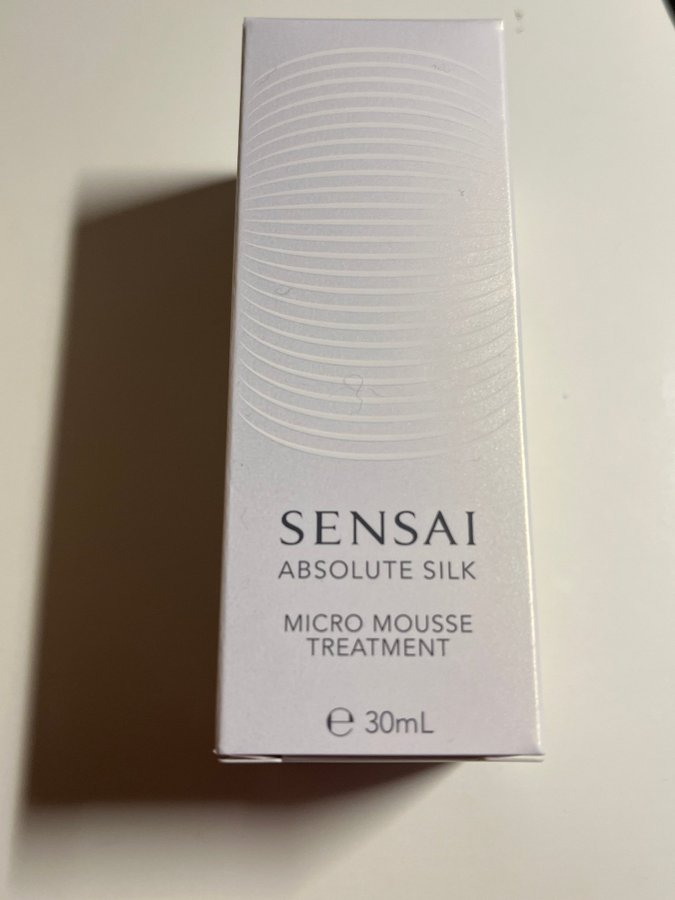 SENSAI
ABSOLUTE SILK
MICRO MOUSSE
TREATMENT
℮ 30mL